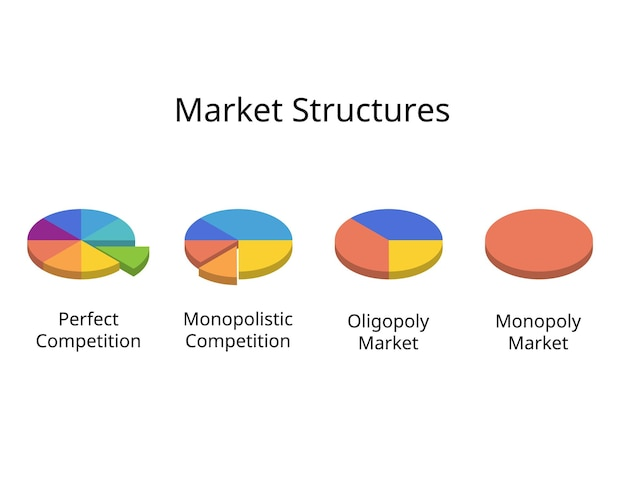 Market Structures
Perfect
Competition
Monopolistic
Competition
Oligopoly
Market
Monopoly
Market